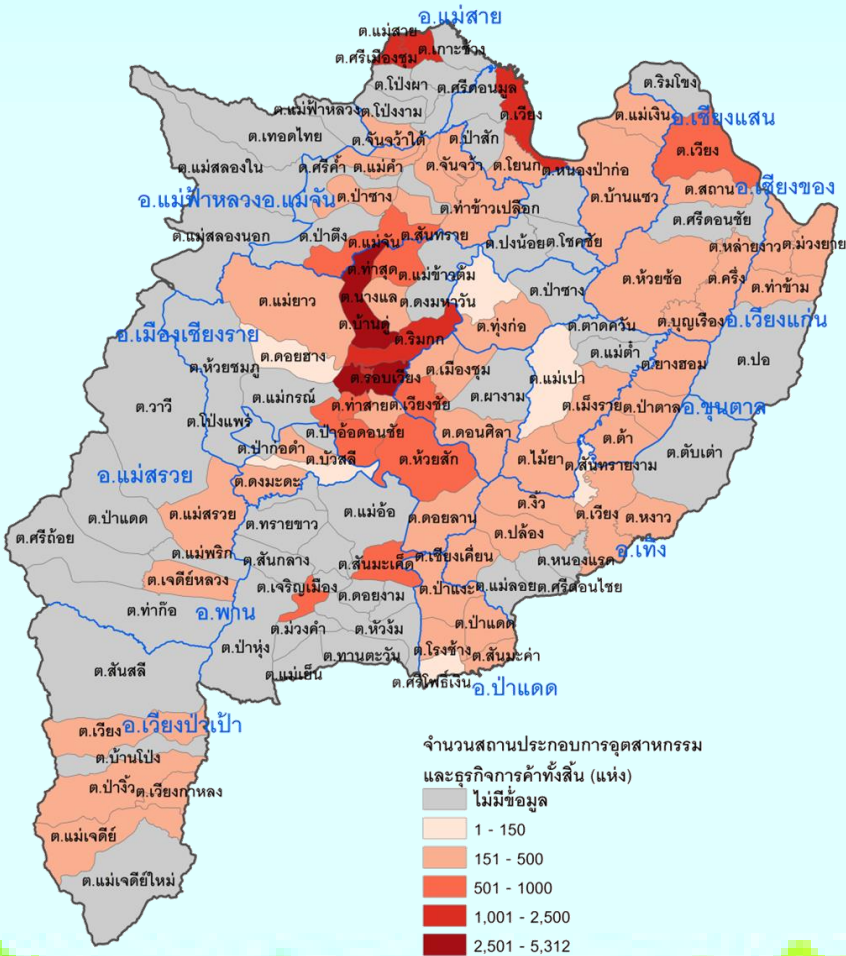 อ.แม่สาย
ต.แม่สาย
ต.เกาะช้าง
ต.ศรีเมืองชุม
ต.โป่งผา
ต.ศรีดอนมูล
ต.ริมโขง
ต.แม่ฟ้าหลวง
ต.โป่งงาม
ต.เวียง
ต.แม่เงิน
อ.เชียงแสน
ต.เทอดไทย
ต.จันจว้าใต้
ต.ป่าสัก
ต.เวียง
ต.แม่สลองใน
ต.ศรีค้ำ
ต.แม่คำ
ต.จันจว้า
ต.โยนก
ต.หนองป่าก่อ
ต.สถาน
อ.เชียงของ
อ.แม่ฟ้าหลวง
อ.แม่จัน
ต.ป่าซาง
ต.ท่าข้าวเปลือก
ต.บ้านแซว
ต.ศรีดอนชัย
ต.แม่สลองนอก
ต.ป่าตึง
ต.แม่จัน
ต.สันทราย
ต.ปงน้อย
ต.โชคชัย
ต.หล่ายงาว
ต.ม่วงยาย
ต.ท่าสุด
ต.แม่ข้าวต้ม
ต.ห้วยซ้อ
ต.ครึ่ง
ต.ท่าข้าม
ต.แม่ยาว
ต.นางแล
ต.ดงมหาวัน
ต.ป่าซาง
อ.เมืองเชียงราย
ต.บ้านดู่
ต.ริมกก
ต.ทุ่งก่อ
ต.ตาดควัน
ต.บุญเรือง
อ.เวียงแก่น
ต.ห้วยชมภู
ต.ดอยฮาง
ต.แม่ต๋ำ
ต.ยางฮอม
ต.ปอ
ต.รอบเวียง
ต.เมืองชุม
ต.แม่เปา
ต.วาวี
ต.แม่กรณ์
ต.ท่าสาย
ต.เวียงชัย
ต.ผางาม
ต.เม็งราย
ต.ป่าตาล
อ.ขุนตาล
ต.โป่งแพร่
ต.ป่าอ้อดอนชัย
ต.ดอนศิลา
ต.ต้า
ต.ตับเต่า
ต.ป่าก่อดำ
ต.บัวสลี
ต.ห้วยสัก
ต.ไม้ยา
ต.สันทรายงาม
อ.แม่สรวย
ต.ดงมะดะ
ต.งิ้ว
ต.ป่าแดด
ต.แม่สรวย
ต.ทรายขาว
ต.แม่อ้อ
ต.ดอยลาน
ต.เวียง
ต.หงาว
ต.ศรีถ้อย
ต.แม่พริก
ต.ปล้อง
อ.เทิง
ต.สันกลาง
ต.สันมะเค็ด
ต.เชียงเคี่ยน
ต.หนองแรด
ต.เจดีย์หลวง
ต.เจริญเมือง
ต.ดอยงาม
ต.ป่าแงะ
ต.แม่ลอย
ต.ศรีดอนไชย
ต.ท่าก๊อ
อ.พาน
ต.ม่วงคำ
ต.หัวง้ม
ต.ป่าแดด
ต.ป่าหุ่ง
ต.ทานตะวัน
ต.โรงช้าง
ต.สันมะค่า
ต.สันสลี
ต.แม่เย็น
ต.ศรีโพธิ์เงิน
อ.ป่าแดด
ต.เวียง
อ.เวียงป่าเป้า
ต.บ้านโป่ง
ต.ป่างิ้ว
ต.เวียงกาหลง
ต.แม่เจดีย์
ต.แม่เจดีย์ใหม่
จำนวนสถานประกอบการอุตสาหกรรม
และธุรกิจการค้าทั้งสิ้น (แห่ง)
ไม่มีข้อมูล
1 - 150
151 - 500
501 - 1000
1,001 - 2,500
2,501 - 5,312